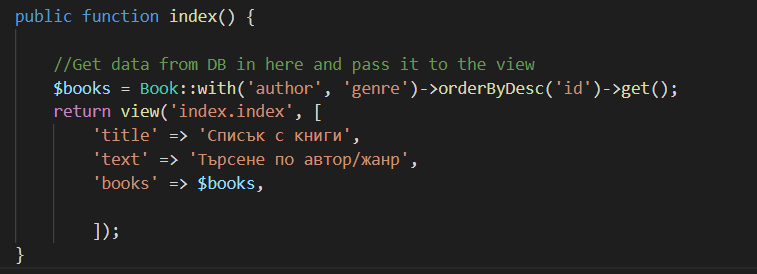 public function index() {
//Get data from DB in here and pass it to the view
$books = Book::with('author', 'genre')->orderByDesc('id')->get();
return view('index.index', [
'title' => 'Списък с книги',
'text' => 'Търсене по автор/жанр',
'books' => $books,
]);
}